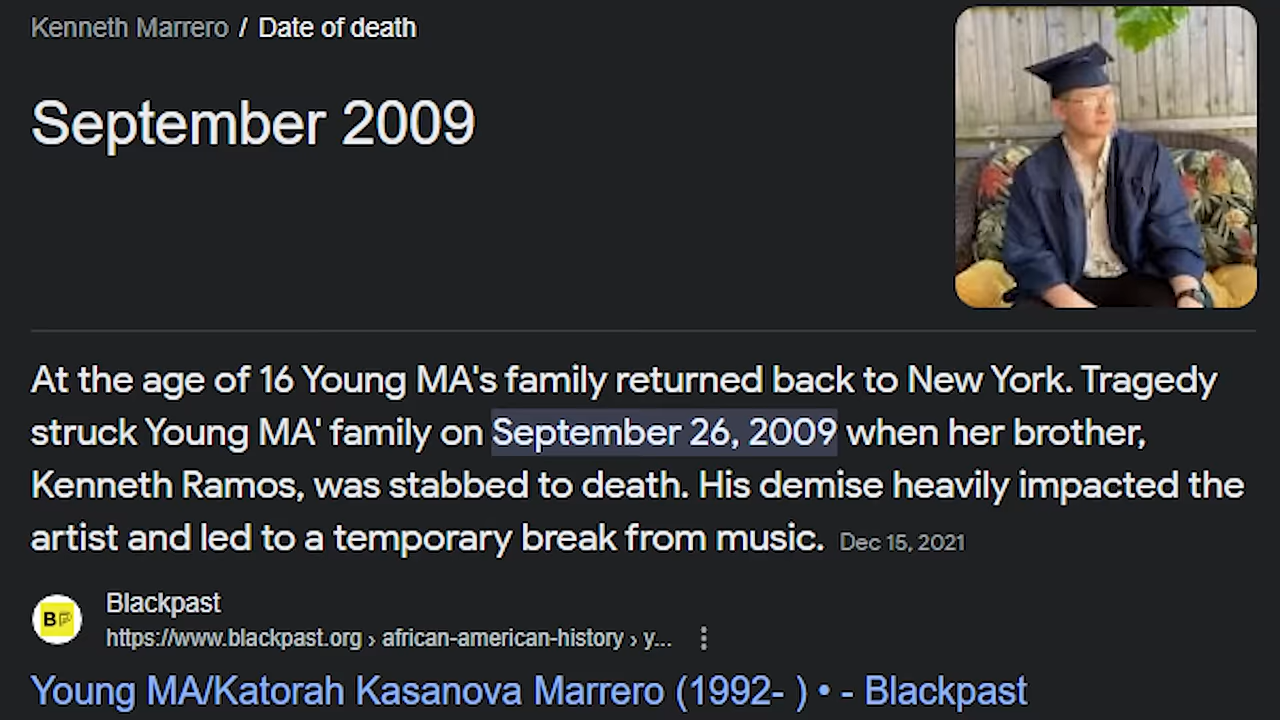 Kenneth Marrero / Date of death
September 2009
At the age of 16 Young MA's family returned back to New York. Tragedy
struck Young MA' family on September 26, 2009 when her brother,
Kenneth Ramos, was stabbed to death. His demise heavily impacted the
artist and led to a temporary break from music. Dec 15, 2021
B
Blackpast
https://www.blackpast.org › african-american-history › y...
Young MA/Katorah Kasanova Marrero (1992- ) • - Blackpast